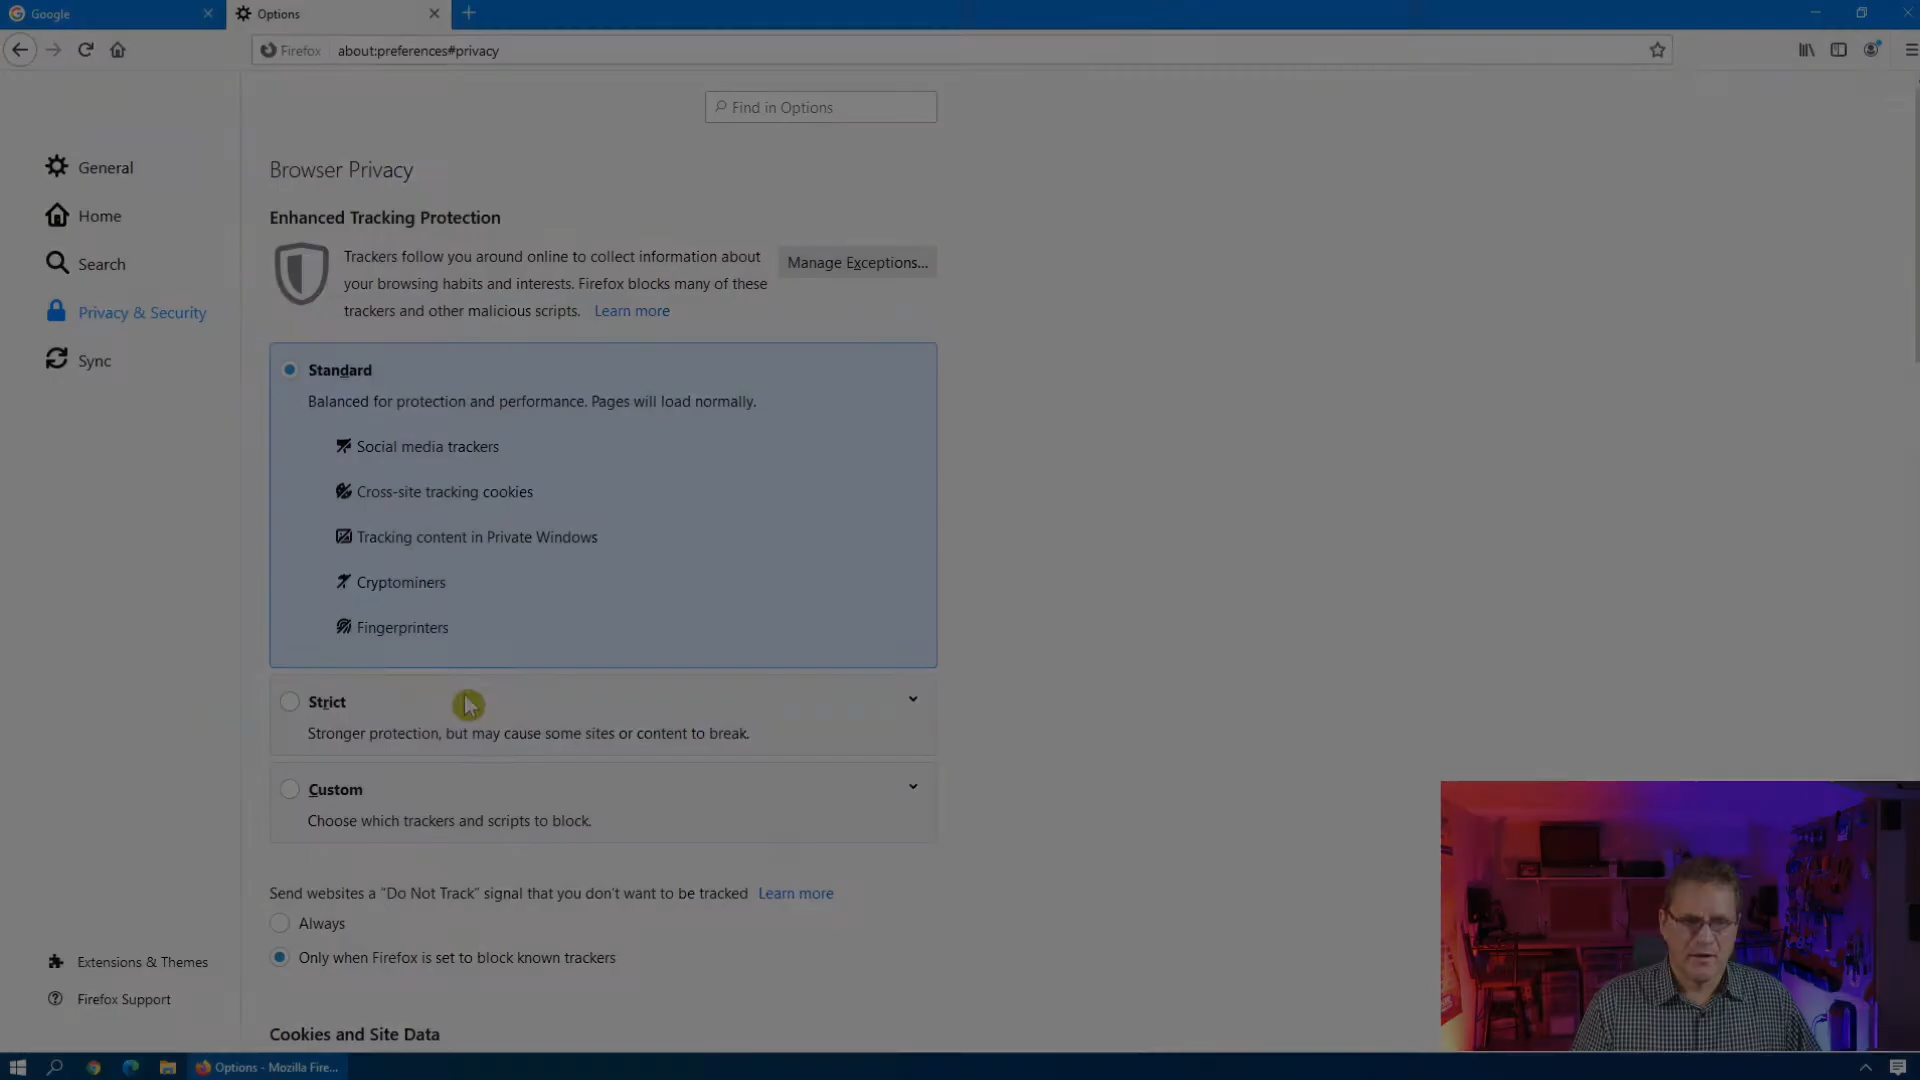 Google
Options
Firefox
about:preferences#privacy
Find in Options
General
Home
Search
Privacy & Security
Sync
Extensions & Themes
Firefox Support
Browser Privacy
Enhanced Tracking Protection
Trackers follow you around online to collect information about
your browsing habits and interests. Firefox blocks many of these
trackers and other malicious scripts. Learn more
Manage Exceptions...
Standard
Balanced for protection and performance. Pages will load normally.
Social media trackers
Cross-site tracking cookies
Tracking content in Private Windows
Cryptominers
Fingerprinters
Strict
Stronger protection, but may cause some sites or content to break.
Custom
Choose which trackers and scripts to block.
Send websites a "Do Not Track" signal that you don't want to be tracked Learn more
Always
Only when Firefox is set to block known trackers
Cookies and Site Data
Options - Mozilla Fire...